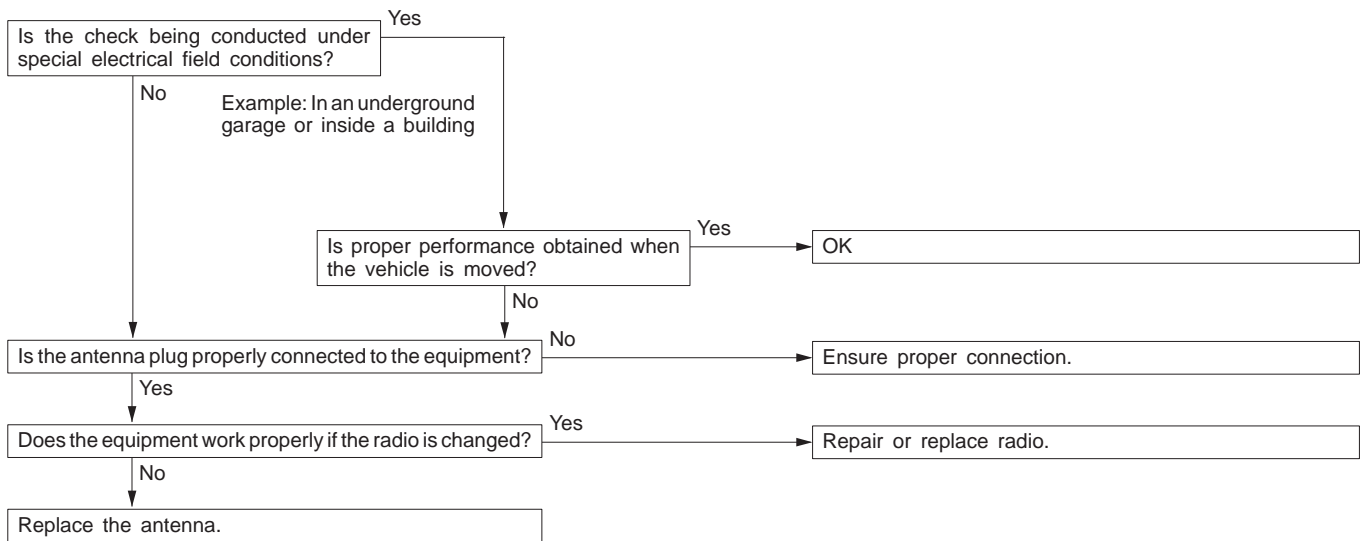 Yes
Is the check being conducted under
special electrical field conditions?
No
Example: In an underground
garage or inside a building
Yes
Is proper performance obtained when
the vehicle is moved?
OK
No
No
Is the antenna plug properly connected to the equipment?
Ensure proper connection.
Yes
Yes
Does the equipment work properly if the radio is changed?
Repair or replace radio.
No
Replace the antenna.